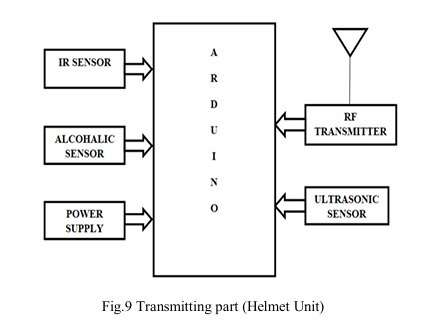 IR SENSOR
ALCOHALIC
SENSOR
POWER
SUPPLY
A
R
D
U
I
N
O
RF
TRANSMITTER
ULTRASONIC
SENSOR
Fig.9 Transmitting part (Helmet Unit)